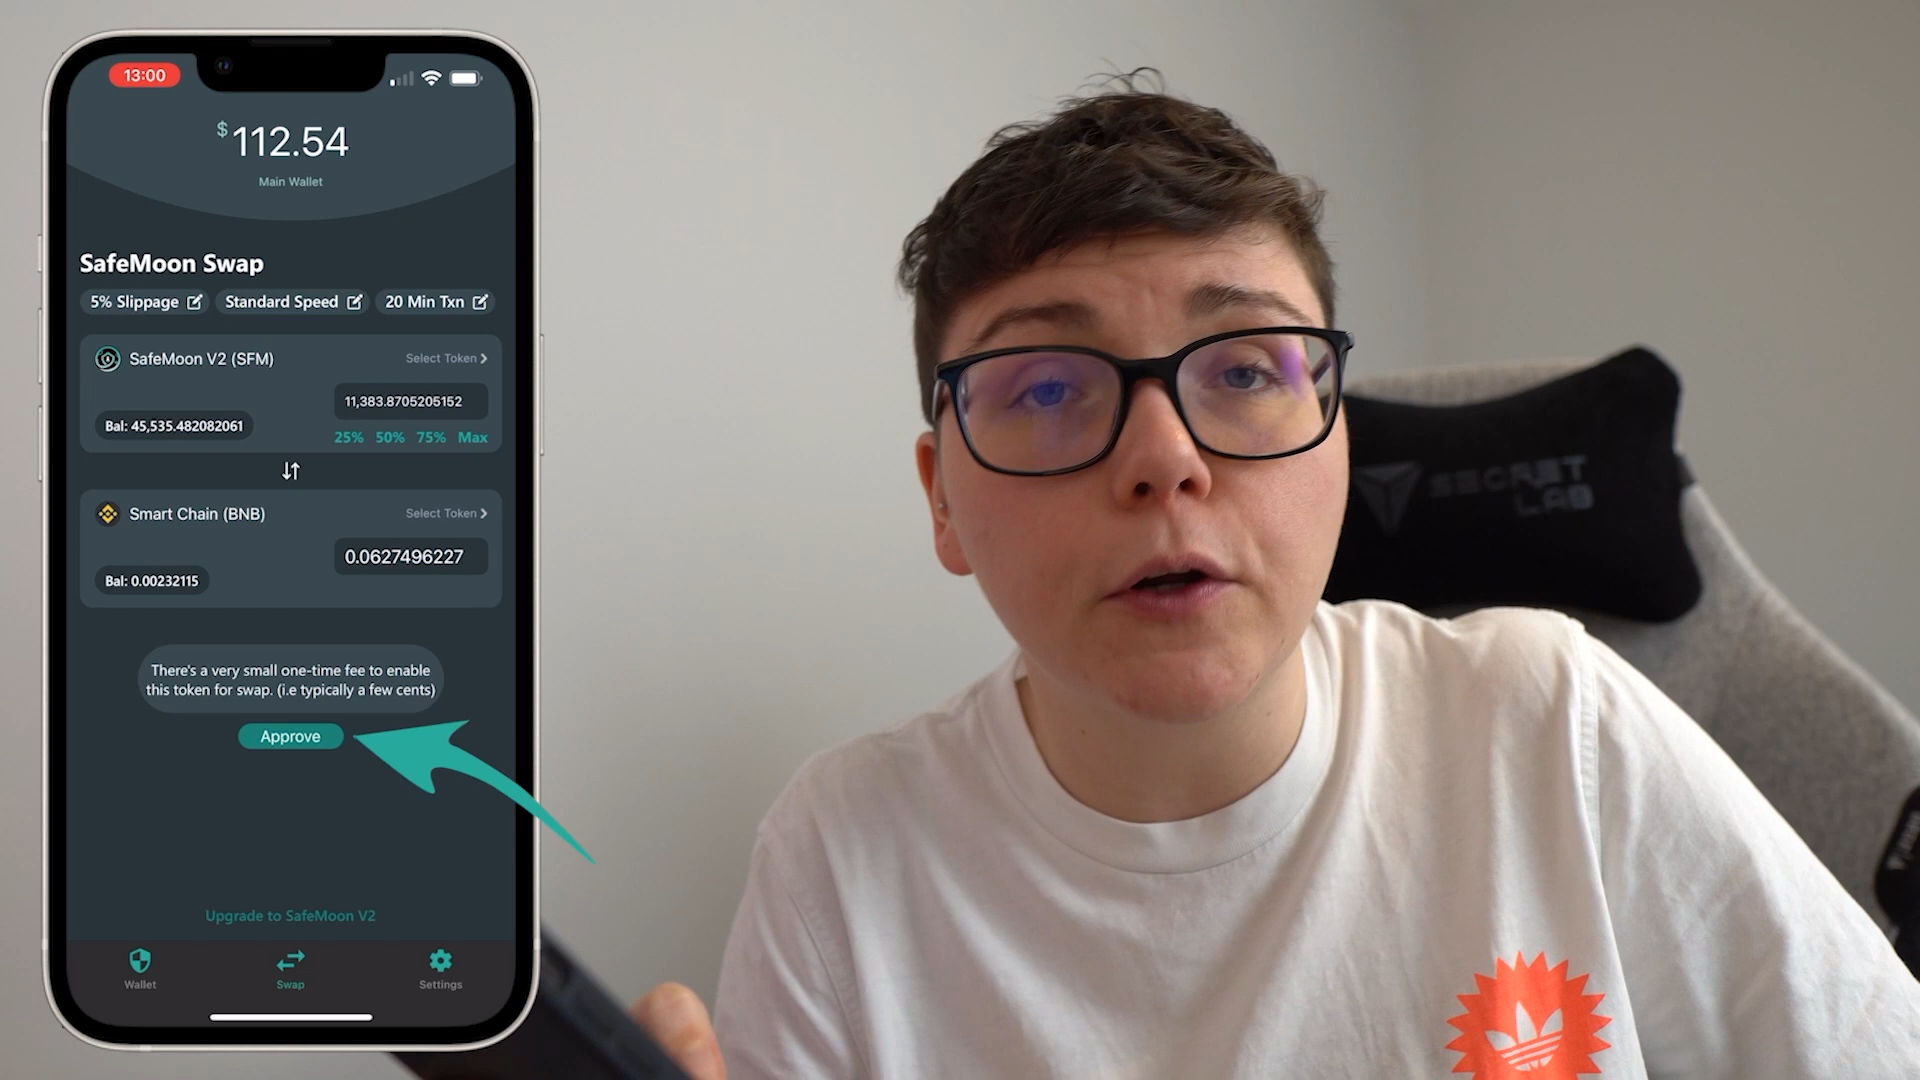 13:00
$112.54
Main Wallet
SafeMoon Swap
5% Slippage
Standard Speed
20 Min Txn
SafeMoon V2 (SFM)
Select Token
11,383.8705205152
Bal: 45,535.482082061
25% 50% 75% Max
Smart Chain (BNB)
Select Token
0.0627496227
Bal: 0.00232115
There's a very small one-time fee to enable
this token for swap. (i.e typically a few cents)
Approve
Upgrade to SafeMoon V2
Wallet
Swap
Settings
SECRET
LAB